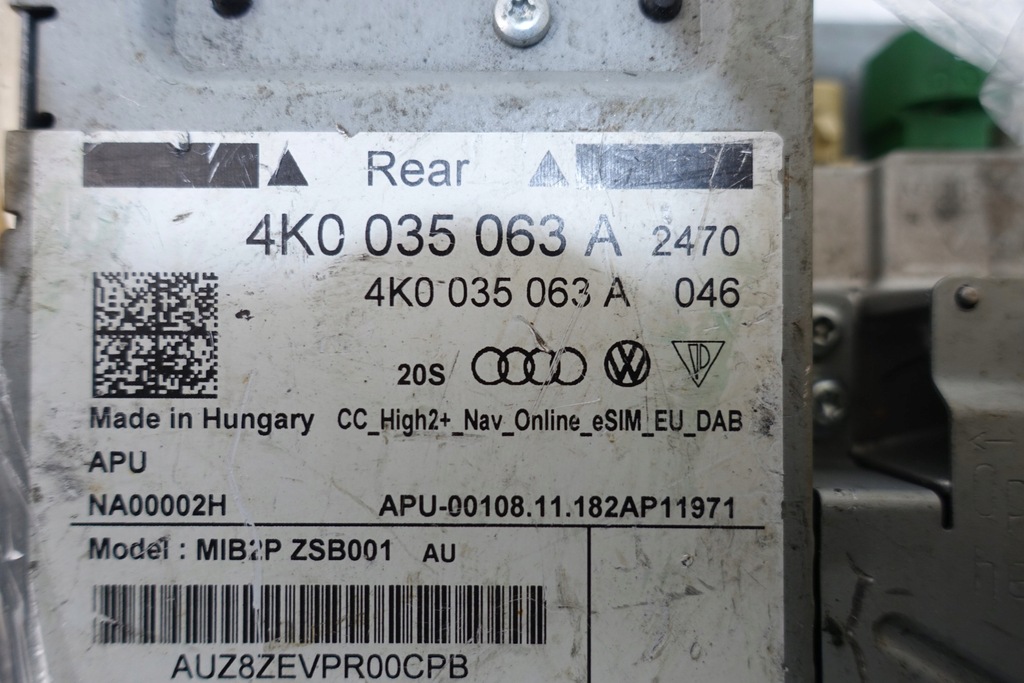 Rear
4K0 035 063 A 2470
4K0 035 063 A 046
20S
Made in Hungary CC_High2+_Nav_Online_eSIM_EU_DAB
APU
NA00002H APU-00108.11.182AP11971
Model : MIB2P ZSB001 AU
AUZ8ZEVPR00CPB